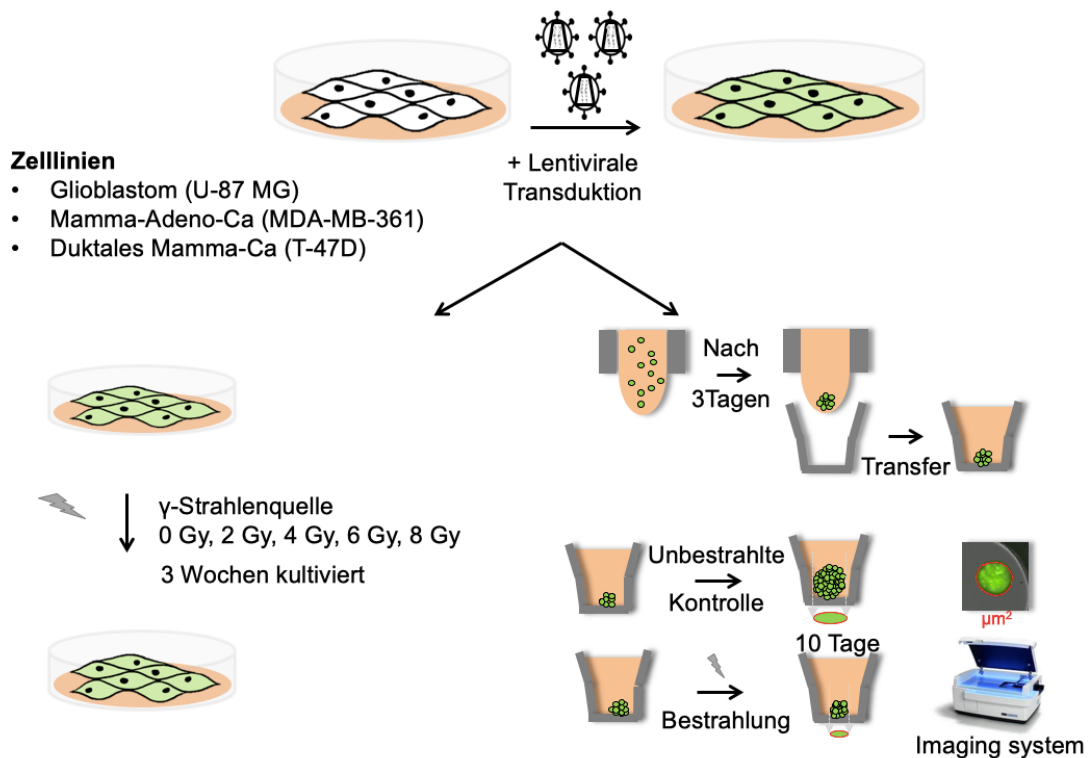 + Lentivirale
Transduktion
Zelllinien
• Glioblastom (U-87 MG)
• Mamma-Adeno-Ca (MDA-MB-361)
• Duktales Mamma-Ca (T-47D)
Nach
3Tagen
Transfer
γ-Strahlenquelle
0 Gy, 2 Gy, 4 Gy, 6 Gy, 8 Gy
3 Wochen kultiviert
Unbestrahlte
Kontrolle
10 Tage
µm²
Bestrahlung
Imaging system